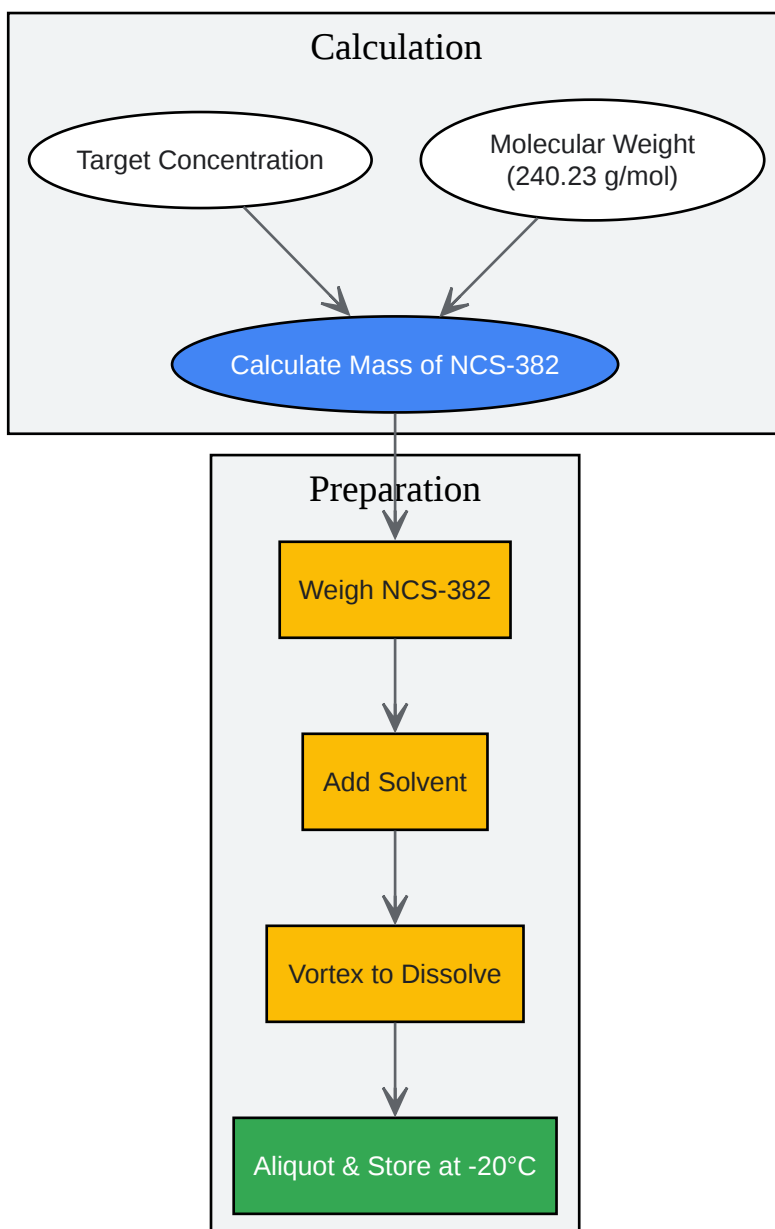 Calculation
Target Concentration
Molecular Weight
(240.23 g/mol)
Calculate Mass of NCS-382
Preparation
Weigh NCS-382
Add Solvent
Vortex to Dissolve
Aliquot & Store at -20°C